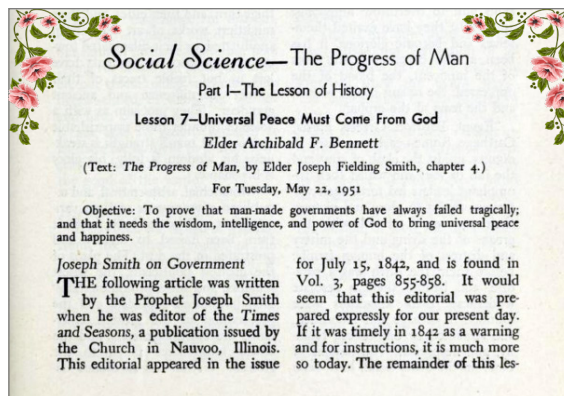 Social Science—The Progress of Man
Part I—The Lesson of History
Lesson 7—Universal Peace Must Come From God
Elder Archibald F. Bennett
(Text: The Progress of Man, by Elder Joseph Fielding Smith, chapter 4.)
For Tuesday, May 22, 1951
Objective: To prove that man-made governments have always failed tragically;
and that it needs the wisdom, intelligence, and power of God to bring universal peace
and happiness.
Joseph Smith on Government
THE following article was written
by the Prophet Joseph Smith
when he was editor of the Times
and Seasons, a publication issued by
the Church in Nauvoo, Illinois.
This editorial appeared in the issue
for July 15, 1842, and is found in
Vol. 3, pages 855-858. It would
seem that this editorial was pre-
pared expressly for our present day.
If it was timely in 1842 as a warning
and for instructions, it is much more
so today. The remainder of this les-